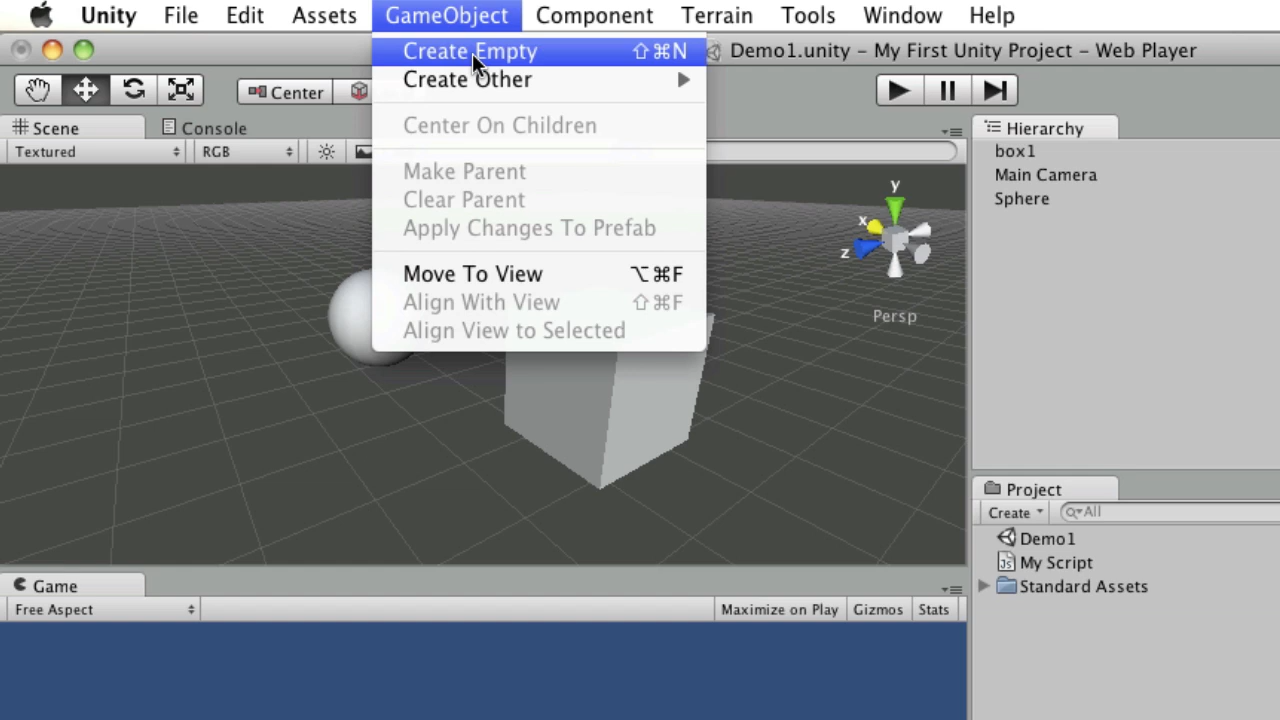 Unity File Edit Assets GameObject Component Terrain Tools Window Help
Demo1.unity – My First Unity Project – Web Player
Create Empty ⇧⌘N
Create Other ▶
Center On Children
Make Parent
Clear Parent
Apply Changes To Prefab
Move To View ⌥⌘F
Align With View ⇧⌘F
Align View to Selected
Center
Scene Console
Textured RGB
y
x
z
Persp
Hierarchy
box1
Main Camera
Sphere
Project
Create All
Demo1
JS My Script
Standard Assets
Game
Free Aspect Maximize on Play Gizmos Stats